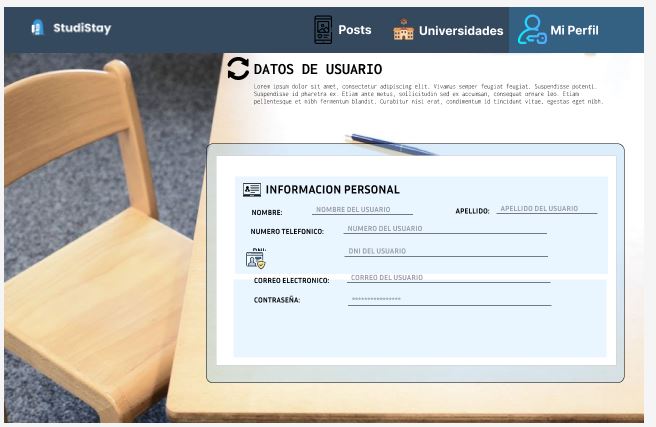 StudiStay
Posts
Universidades
Mi Perfil
DATOS DE USUARIO
Lorem ipsum dolor sit amet, consectetur adipiscing elit. Vivamus semper feugiat feugiat. Suspendisse potenti.
Suspendisse id pharetra ex. Etiam ante metus, sollicitudin sed ex accumsan, consequat ornare leo. Etiam
pellentesque et nibh fermentum blandit. Curabitur nisi erat, condimentum id tincidunt vitae, egestas eget nibh.
INFORMACION PERSONAL
NOMBRE: NOMBRE DEL USUARIO APELLIDO: APELLIDO DEL USUARIO
NUMERO TELEFONICO: NUMERO DEL USUARIO
DNI: DNI DEL USUARIO
CORREO ELECTRONICO: CORREO DEL USUARIO
CONTRASEÑA: ****************